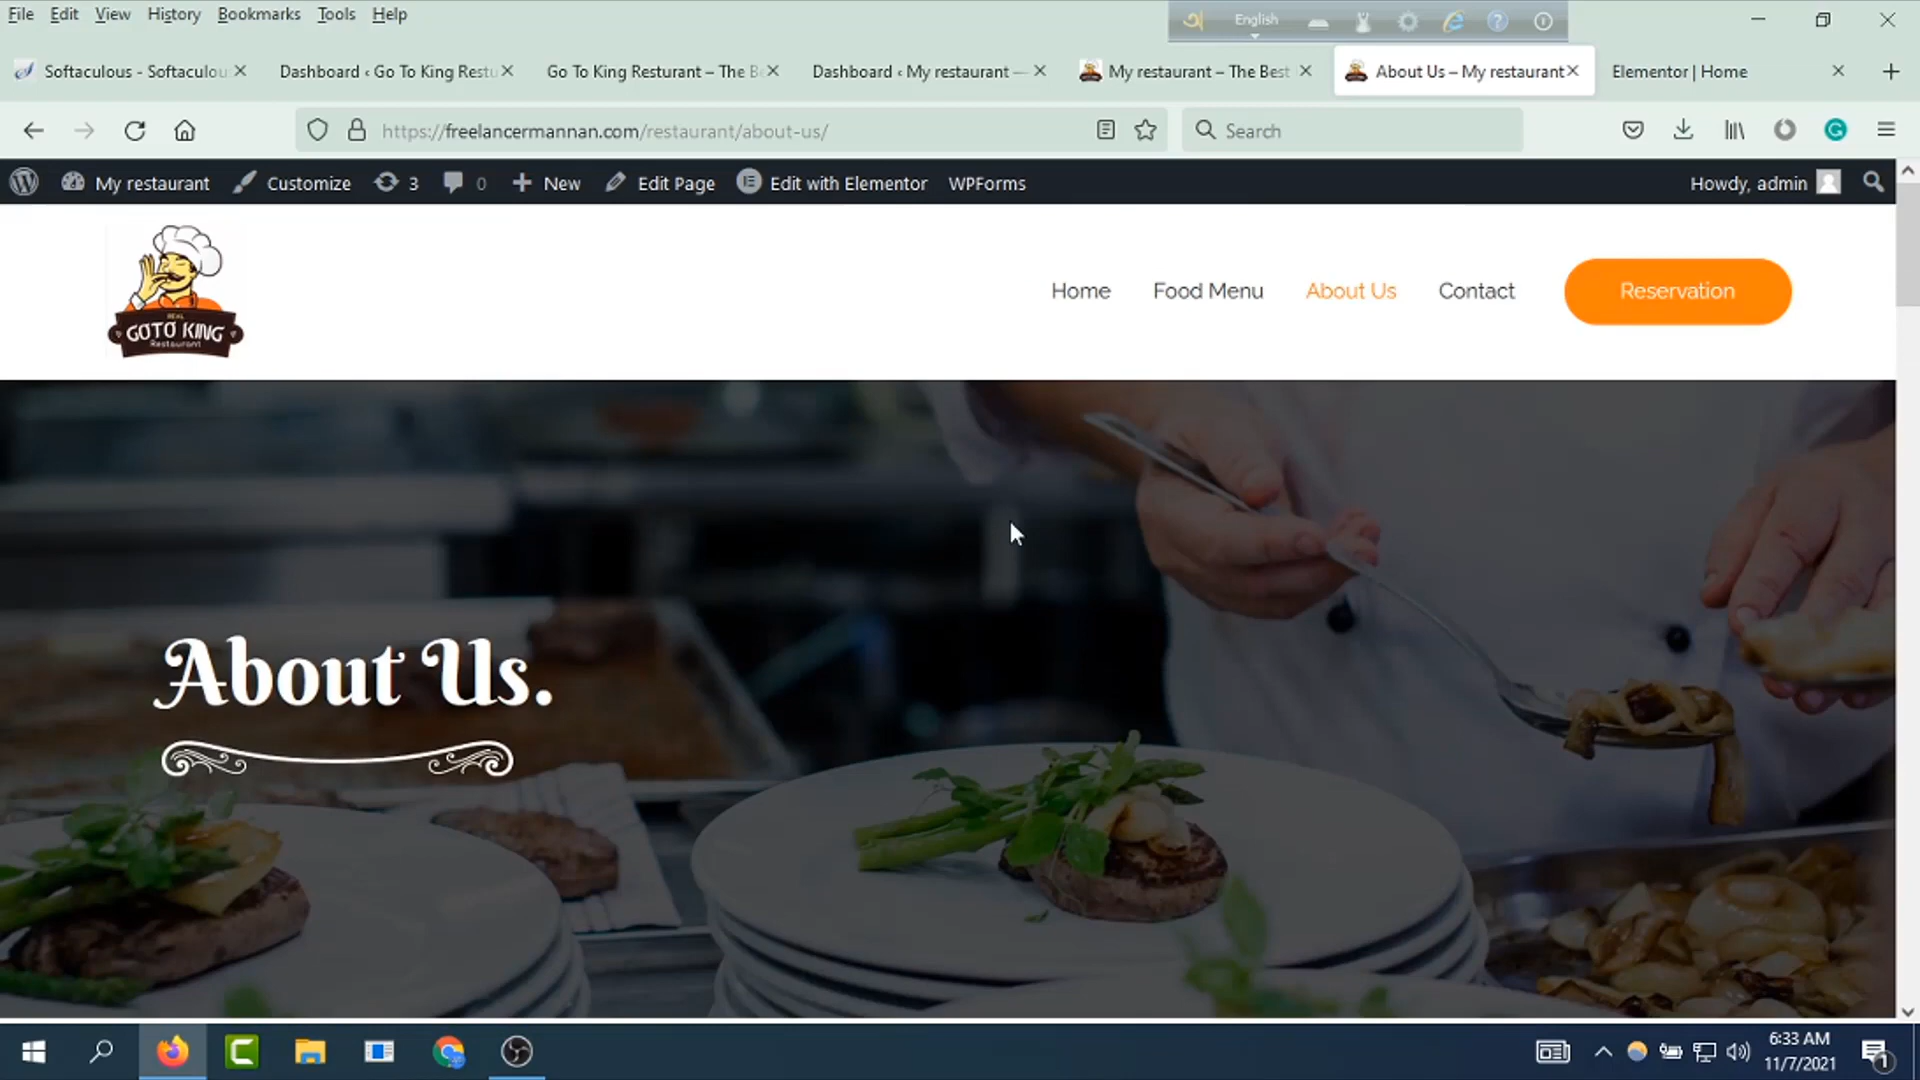 File Edit View History Bookmarks Tools Help
English
Softaculous - Softaculou
Dashboard ‹ Go To King Restu
Go To King Resturant – The B
Dashboard ‹ My restaurant —
My restaurant – The Best
About Us – My restaurant
Elementor | Home
https://freelancermannan.com/restaurant/about-us/
Search
My restaurant
Customize
3
0
New
Edit Page
Edit with Elementor
WPForms
Howdy, admin
REAL
GOTO KING
Restaurant
Home
Food Menu
About Us
Contact
Reservation
About Us.
6:33 AM
11/7/2021
1